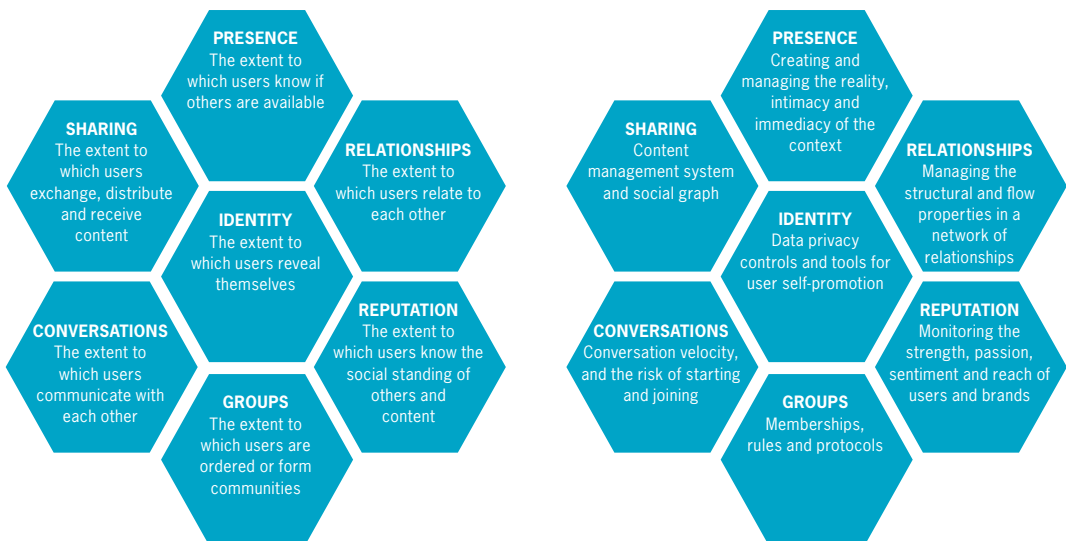 PRESENCE
The extent to
which users know if
others are available
SHARING
The extent to
which users
exchange, distribute
and receive
content
RELATIONSHIPS
The extent to
which users relate to
each other
IDENTITY
The extent to
which users reveal
themselves
CONVERSATIONS
The extent to
which users
communicate with
each other
REPUTATION
The extent to
which users know the
social standing of
others and
content
GROUPS
The extent to
which users are
ordered or form
communities
PRESENCE
Creating and
managing the reality,
intimacy and
immediacy of the
context
SHARING
Content
management system
and social graph
RELATIONSHIPS
Managing the
structural and flow
properties in a
network of
relationships
IDENTITY
Data privacy
controls and tools for
user self-promotion
CONVERSATIONS
Conversation velocity,
and the risk of starting
and joining
REPUTATION
Monitoring the
strength, passion,
sentiment and reach of
users and brands
GROUPS
Memberships,
rules and protocols